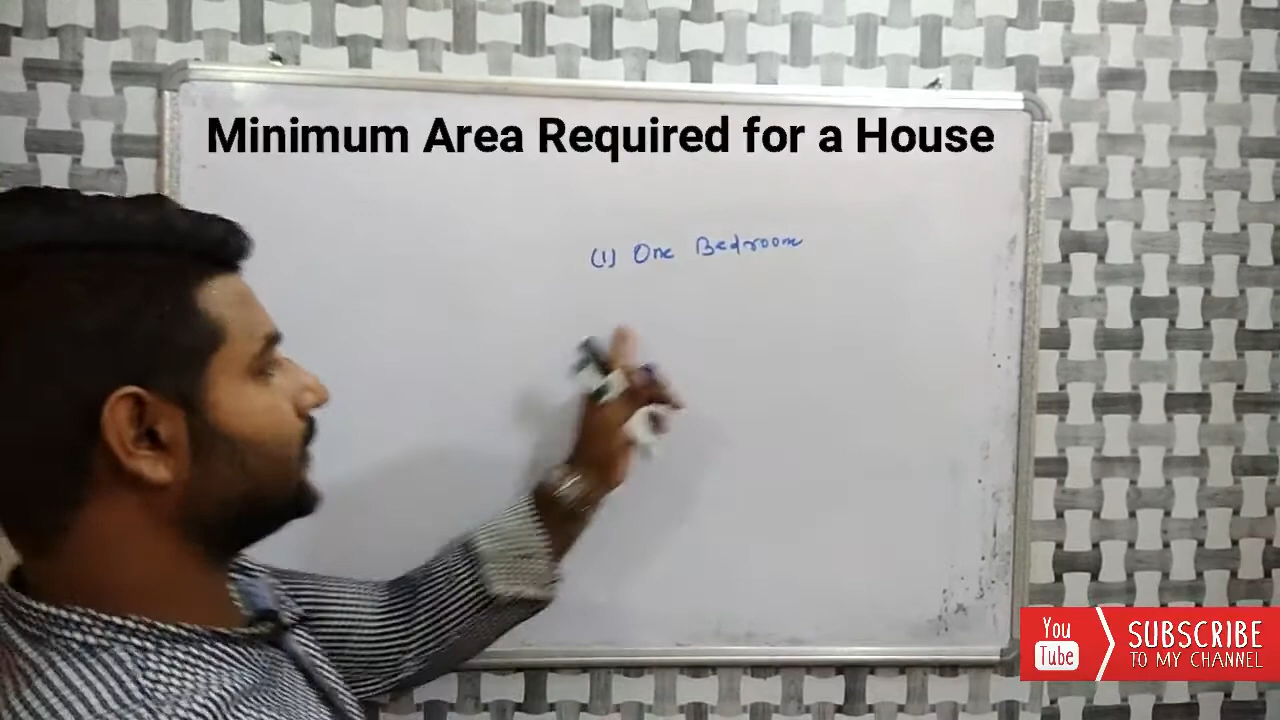 Minimum Area Required for a House
(1) One Bedroom
You
Tube
SUBSCRIBE
TO MY CHANNEL